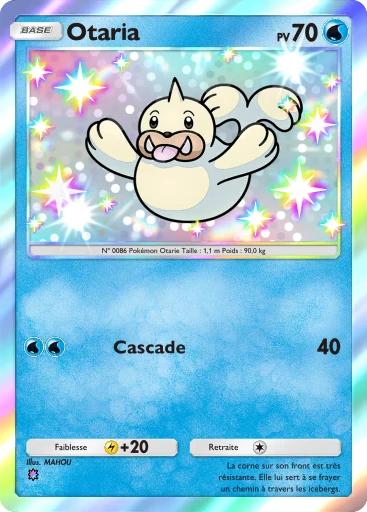 BASE Otaria PV 70
N° 0086 Pokémon Otarie Taille : 1,1 m Poids : 90,0 kg
Cascade 40
Faiblesse +20 Retraite
Illus. MAHOU
La corne sur son front est très
résistante. Elle lui sert à se frayer
un chemin à travers les icebergs.